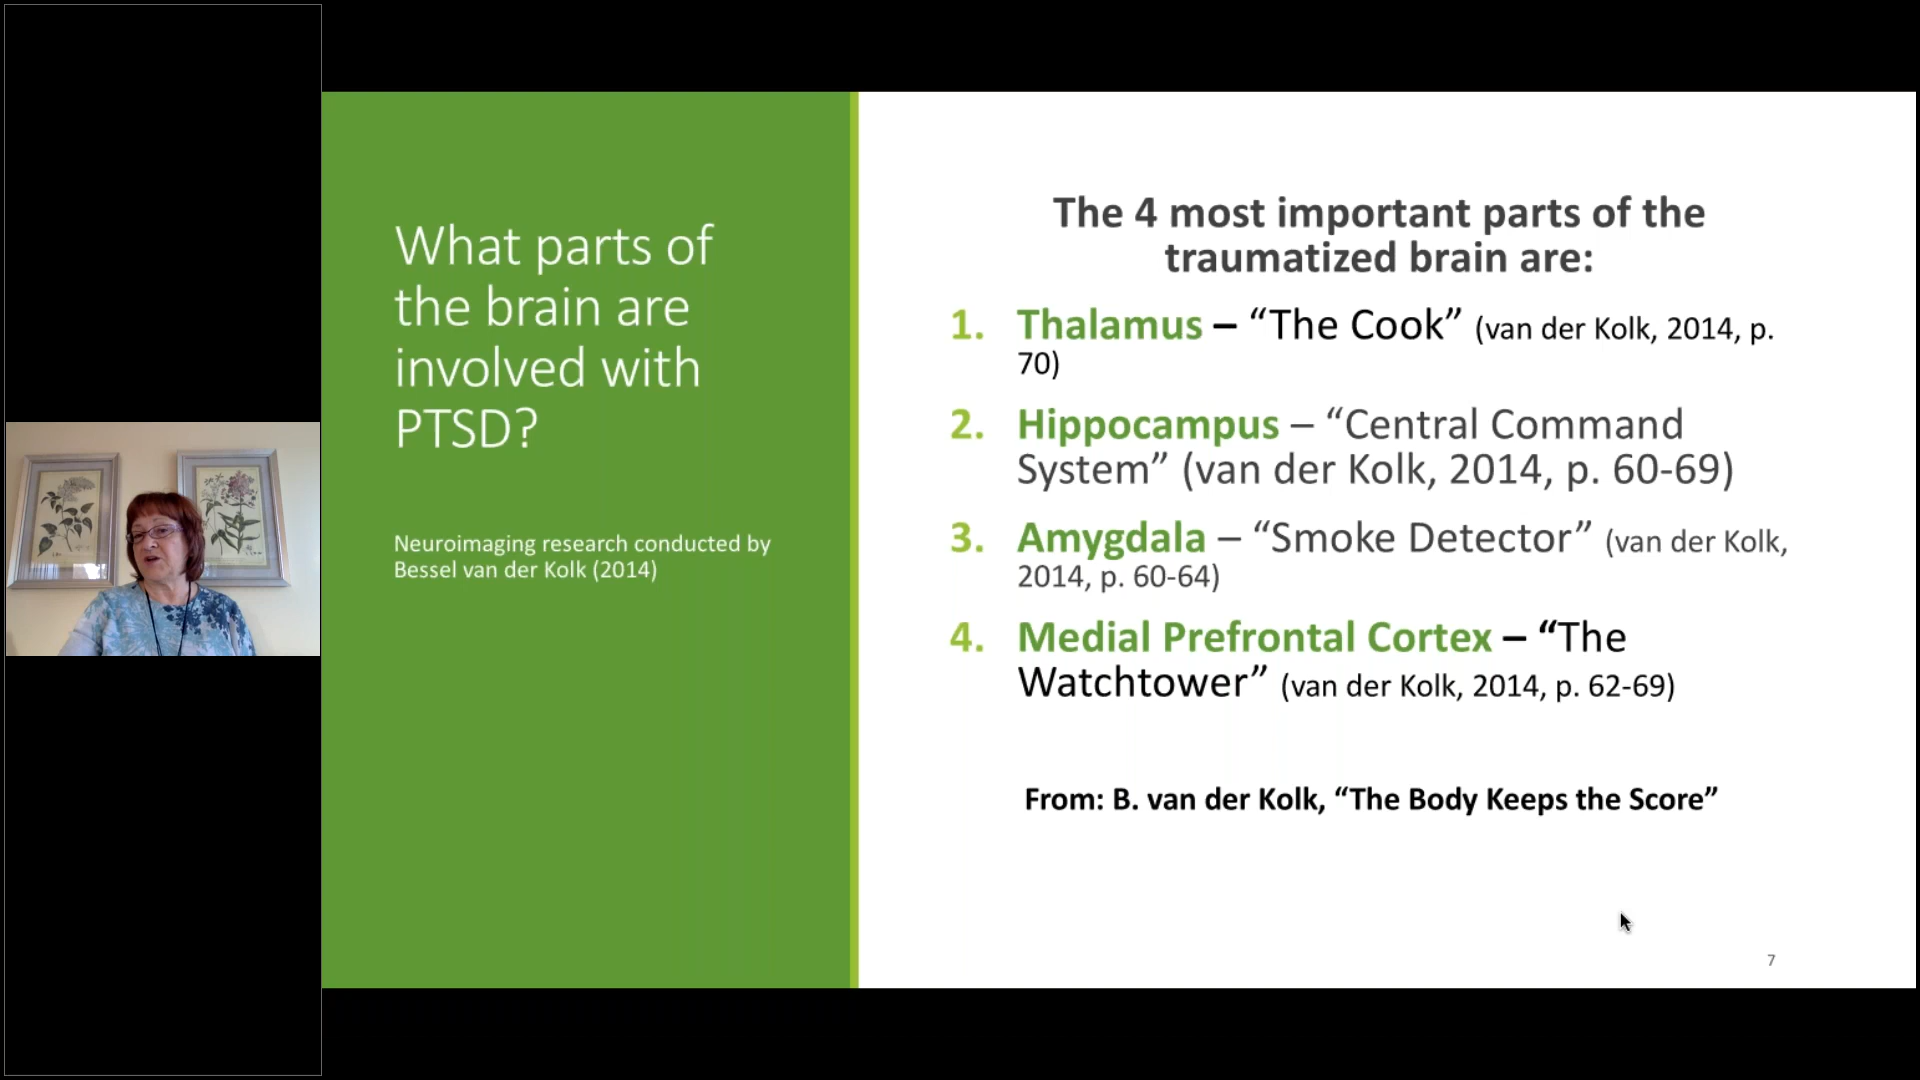 What parts of
the brain are
involved with
PTSD?
Neuroimaging research conducted by
Bessel van der Kolk (2014)
The 4 most important parts of the
traumatized brain are:
1. Thalamus – “The Cook” (van der Kolk, 2014, p.
70)
2. Hippocampus – “Central Command
System” (van der Kolk, 2014, p. 60-69)
3. Amygdala – “Smoke Detector” (van der Kolk,
2014, p. 60-64)
4. Medial Prefrontal Cortex – “The
Watchtower” (van der Kolk, 2014, p. 62-69)
From: B. van der Kolk, “The Body Keeps the Score”
7